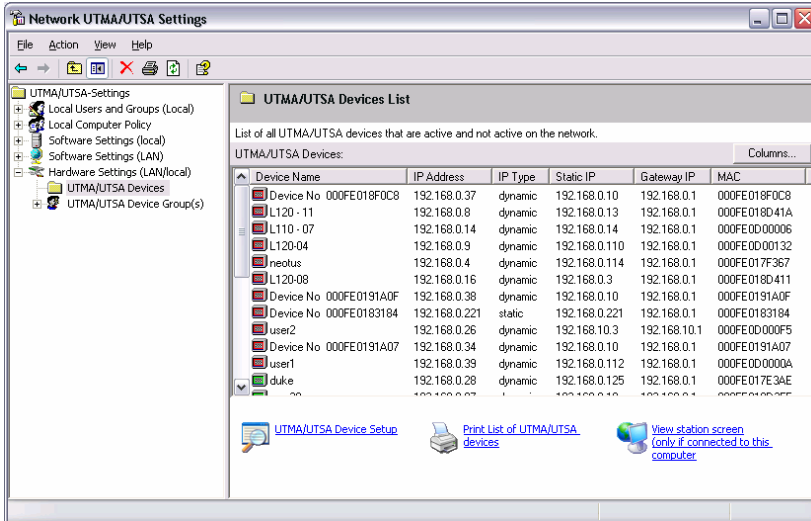 Network UTMA/UTSA Settings
File Action View Help
UTMA/UTSA-Settings
Local Users and Groups (Local)
Local Computer Policy
Software Settings (local)
Software Settings (LAN)
Hardware Settings (LAN/local)
UTMA/UTSA Devices
UTMA/UTSA Device Group(s)
UTMA/UTSA Devices List
List of all UTMA/UTSA devices that are active and not active on the network.
UTMA/UTSA Devices: Columns...
Device Name IP Address IP Type Static IP Gateway IP MAC
Device No 000FE018F0C8 192.168.0.37 dynamic 192.168.0.10 192.168.0.1 000FE018F0C8
L120 - 11 192.168.0.8 dynamic 192.168.0.13 192.168.0.1 000FE018D41A
L110 - 07 192.168.0.14 dynamic 192.168.0.14 192.168.0.1 000FE0D00006
L120-04 192.168.0.9 dynamic 192.168.0.110 192.168.0.1 000FE0D00132
neotus 192.168.0.4 dynamic 192.168.0.114 192.168.0.1 000FE017F367
L120-08 192.168.0.16 dynamic 192.168.0.3 192.168.0.1 000FE018D411
Device No 000FE0191A0F 192.168.0.38 dynamic 192.168.0.10 192.168.0.1 000FE0191A0F
Device No 000FE0183184 192.168.0.221 static 192.168.0.221 192.168.0.1 000FE0183184
user2 192.168.0.26 dynamic 192.168.10.3 192.168.10.1 000FE0D000F5
Device No 000FE0191A07 192.168.0.34 dynamic 192.168.0.10 192.168.0.1 000FE0191A07
user1 192.168.0.39 dynamic 192.168.0.112 192.168.0.1 000FE0D0000A
duke 192.168.0.28 dynamic 192.168.0.125 192.168.0.1 000FE017E3AE
UTMA/UTSA Device Setup
Print List of UTMA/UTSA
devices
View station screen
(only if connected to this
computer